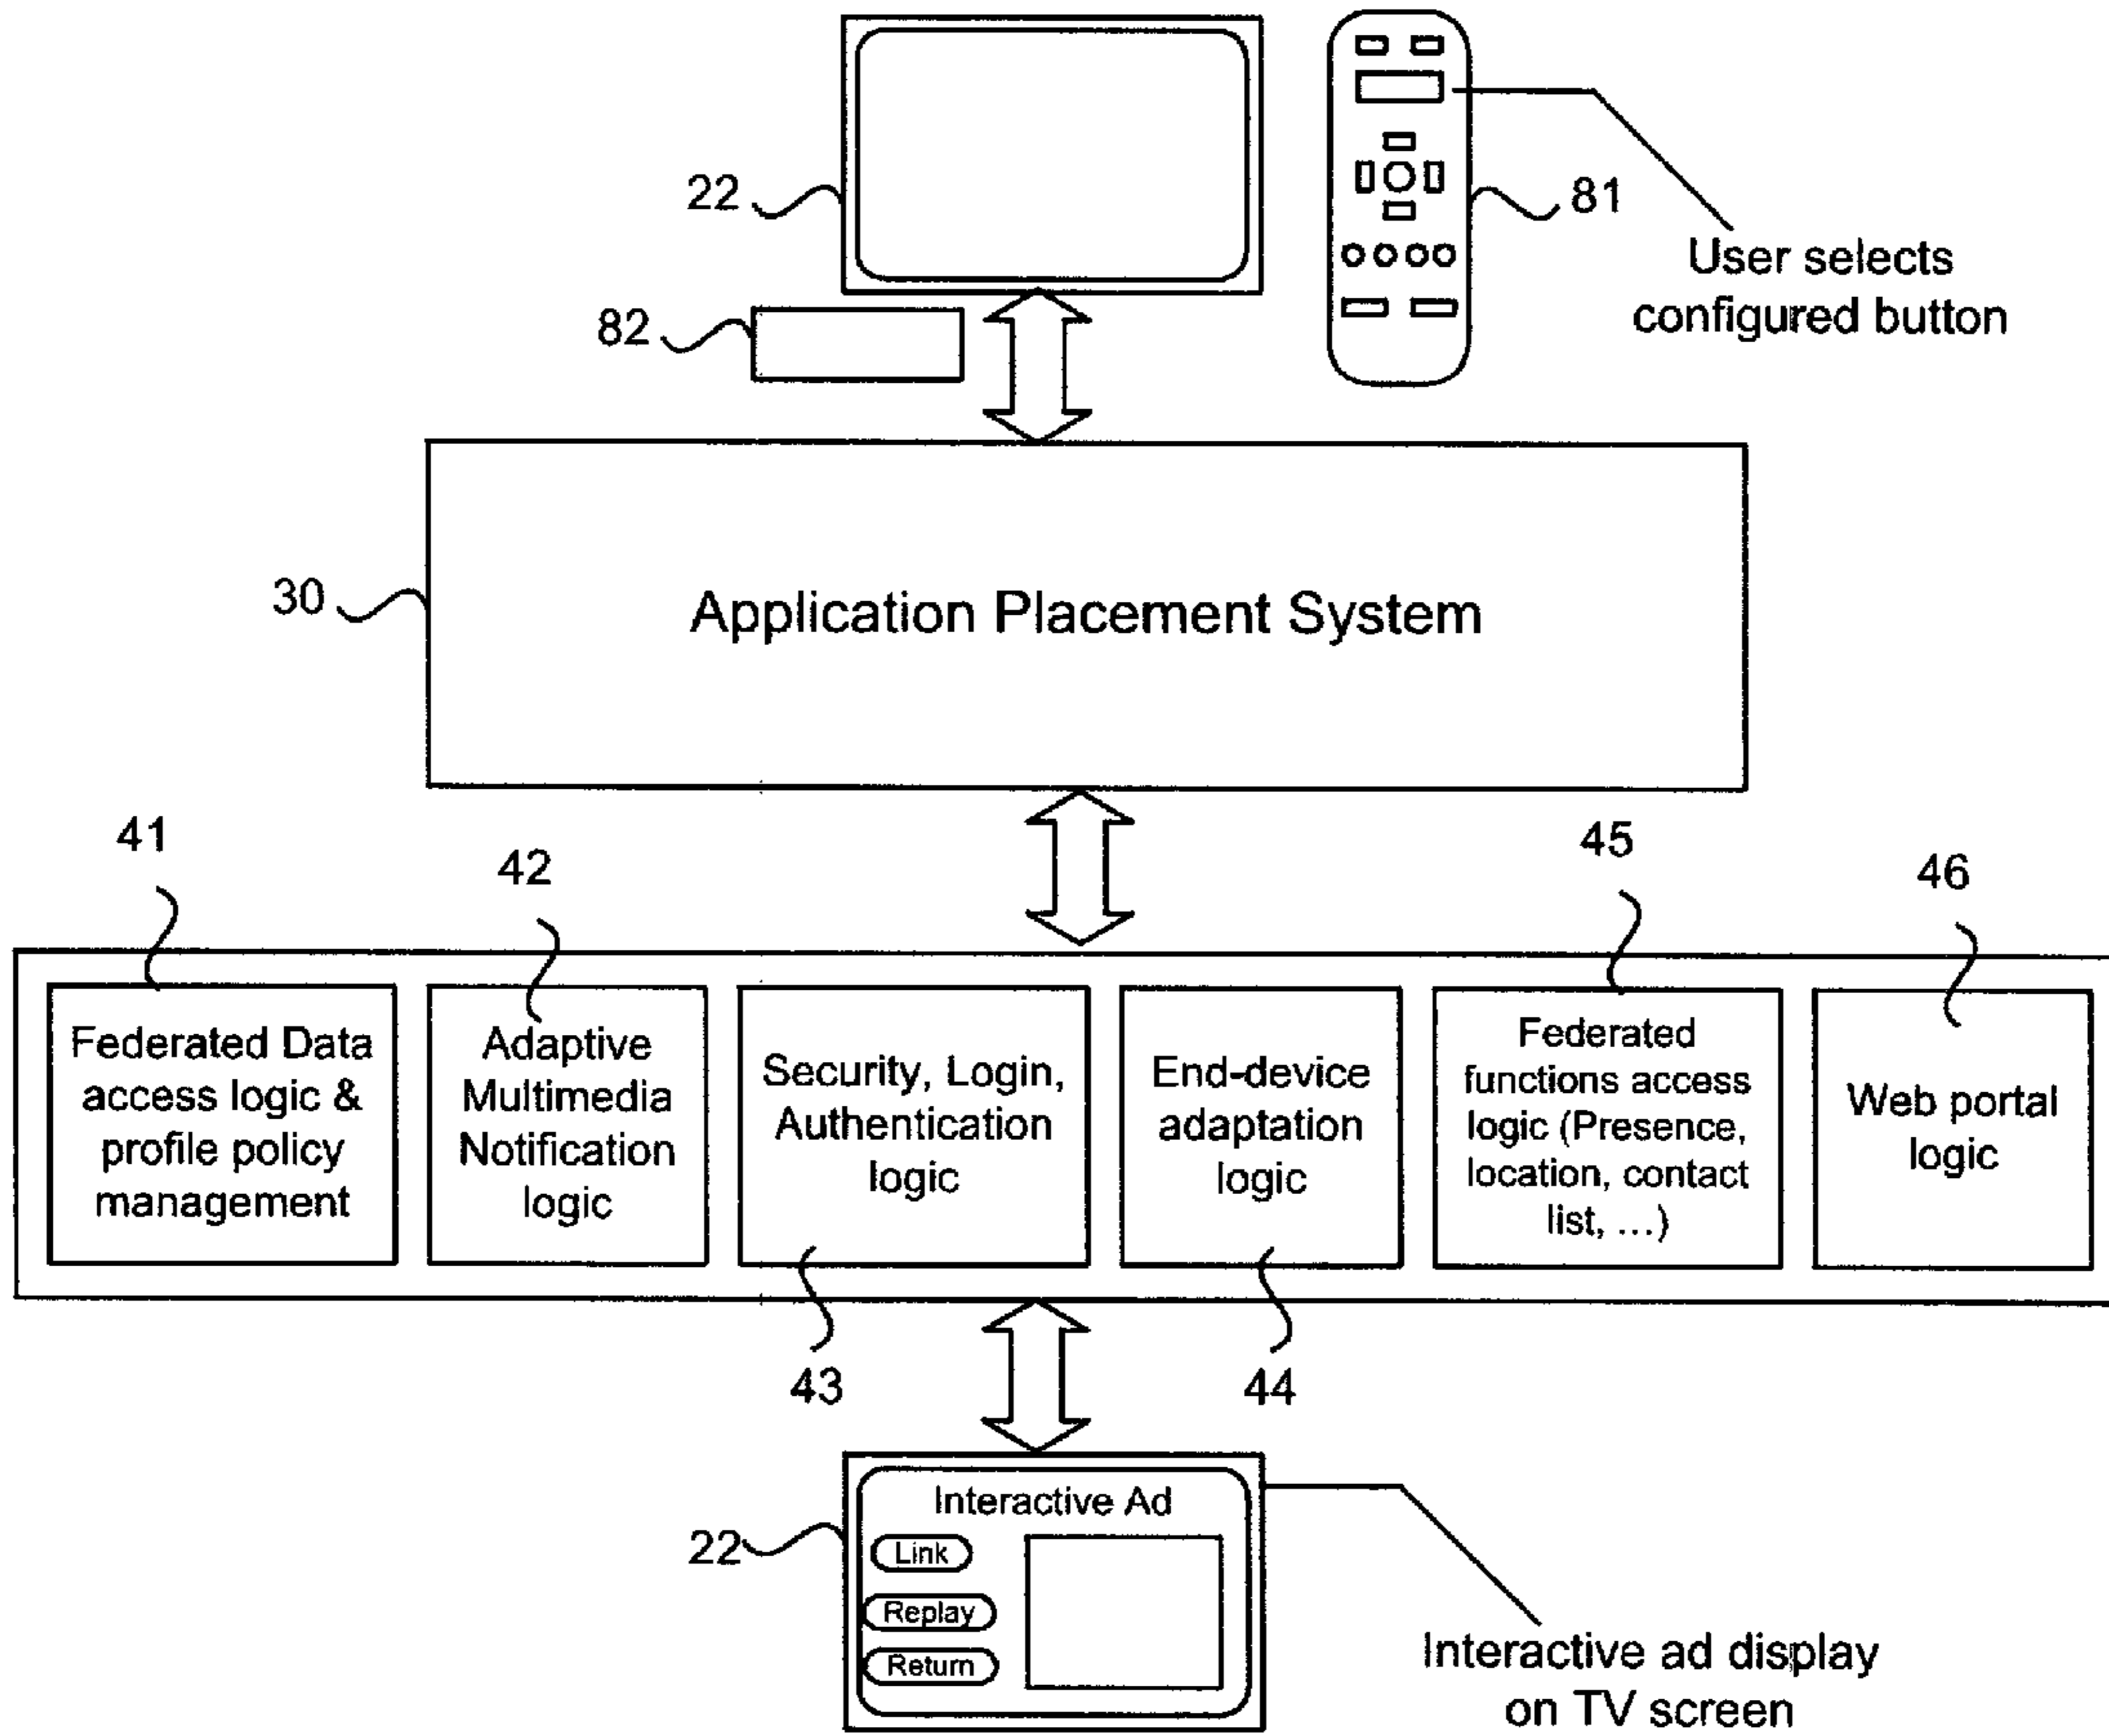 22
81
User selects
configured button
82
30
Application Placement System
41
42
45
46
Federated Data
access logic &
profile policy
management
Adaptive
Multimedia
Notification
logic
Security, Login,
Authentication
logic
End-device
adaptation
logic
Federated
functions access
logic (Presence,
location, contact
list, ...)
Web portal
logic
43
44
Interactive Ad
22
Link
Replay
Return
Interactive ad display
on TV screen